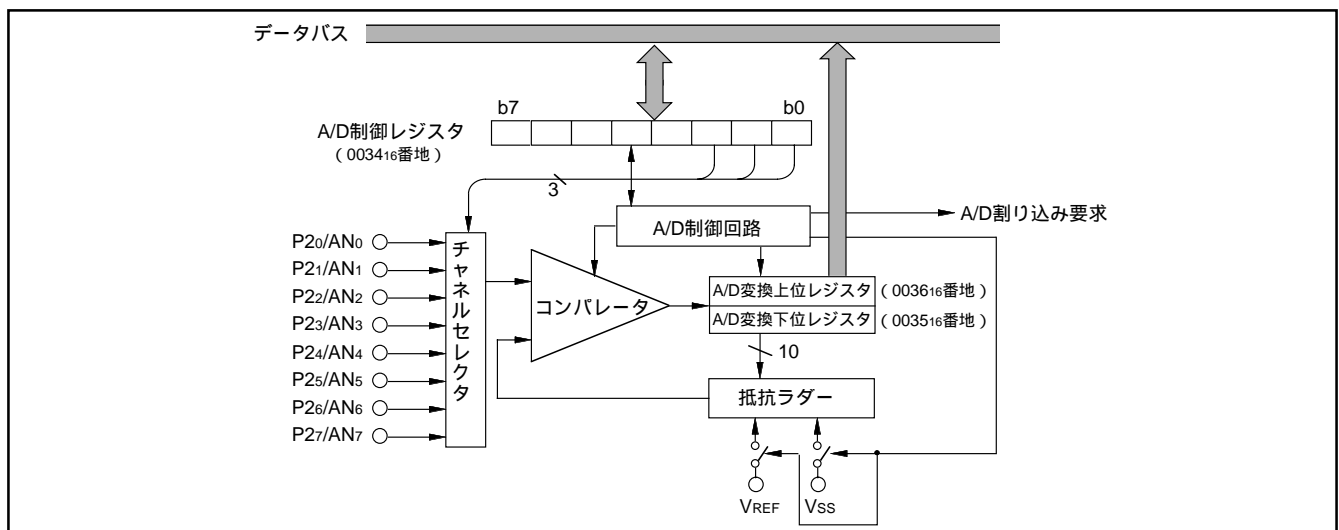 データバス
b7
b0
A/D制御レジスタ
(0034₁₆番地)
3
A/D制御回路
A/D割り込み要求
P2₀/AN₀
P2₁/AN₁
P2₂/AN₂
P2₃/AN₃
P2₄/AN₄
P2₅/AN₅
P2₆/AN₆
P2₇/AN₇
チャネルセレクタ
コンパレータ
A/D変換上位レジスタ (0036₁₆番地)
A/D変換下位レジスタ (0035₁₆番地)
10
抵抗ラダー
VREF
VSS